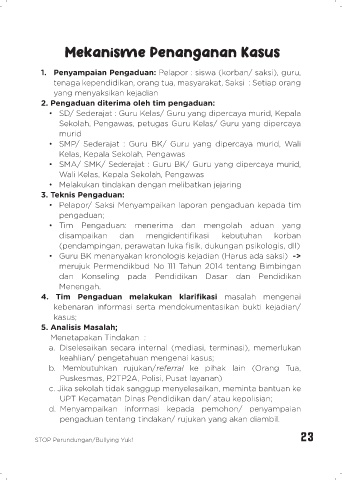 Mekanisme Penanganan Kasus
1. Penyampaian Pengaduan: Pelapor : siswa (korban/ saksi), guru,
tenaga kependidikan, orang tua, masyarakat, Saksi : Setiap orang
yang menyaksikan kejadian
2. Pengaduan diterima oleh tim pengaduan:
• SD/ Sederajat : Guru Kelas/ Guru yang dipercaya murid, Kepala
Sekolah, Pengawas, petugas Guru Kelas/ Guru yang dipercaya
murid
• SMP/ Sederajat : Guru BK/ Guru yang dipercaya murid, Wali
Kelas, Kepala Sekolah, Pengawas
• SMA/ SMK/ Sederajat : Guru BK/ Guru yang dipercaya murid,
Wali Kelas, Kepala Sekolah, Pengawas
• Melakukan tindakan dengan melibatkan jejaring
3. Teknis Pengaduan:
• Pelapor/ Saksi Menyampaikan laporan pengaduan kepada tim
pengaduan;
• Tim Pengaduan: menerima dan mengolah aduan yang
disampaikan dan mengidentifikasi kebutuhan korban
(pendampingan, perawatan luka fisik, dukungan psikologis, dll)
• Guru BK menanyakan kronologis kejadian (Harus ada saksi) ->
merujuk Permendikbud No 111 Tahun 2014 tentang Bimbingan
dan Konseling pada Pendidikan Dasar dan Pendidikan
Menengah.
4. Tim Pengaduan melakukan klarifikasi masalah mengenai
kebenaran informasi serta mendokumentasikan bukti kejadian/
kasus;
5. Analisis Masalah;
Menetapakan Tindakan :
a. Diselesaikan secara internal (mediasi, terminasi), memerlukan
keahlian/ pengetahuan mengenai kasus;
b. Membutuhkan rujukan/referral ke pihak lain (Orang Tua,
Puskesmas, P2TP2A, Polisi, Pusat layanan)
c. Jika sekolah tidak sanggup menyelesaikan, meminta bantuan ke
UPT Kecamatan Dinas Pendidikan dan/ atau kepolisian;
d. Menyampaikan informasi kepada pemohon/ penyampaian
pengaduan tentang tindakan/ rujukan yang akan diambil.
STOP Perundungan/Bullying Yuk!
23